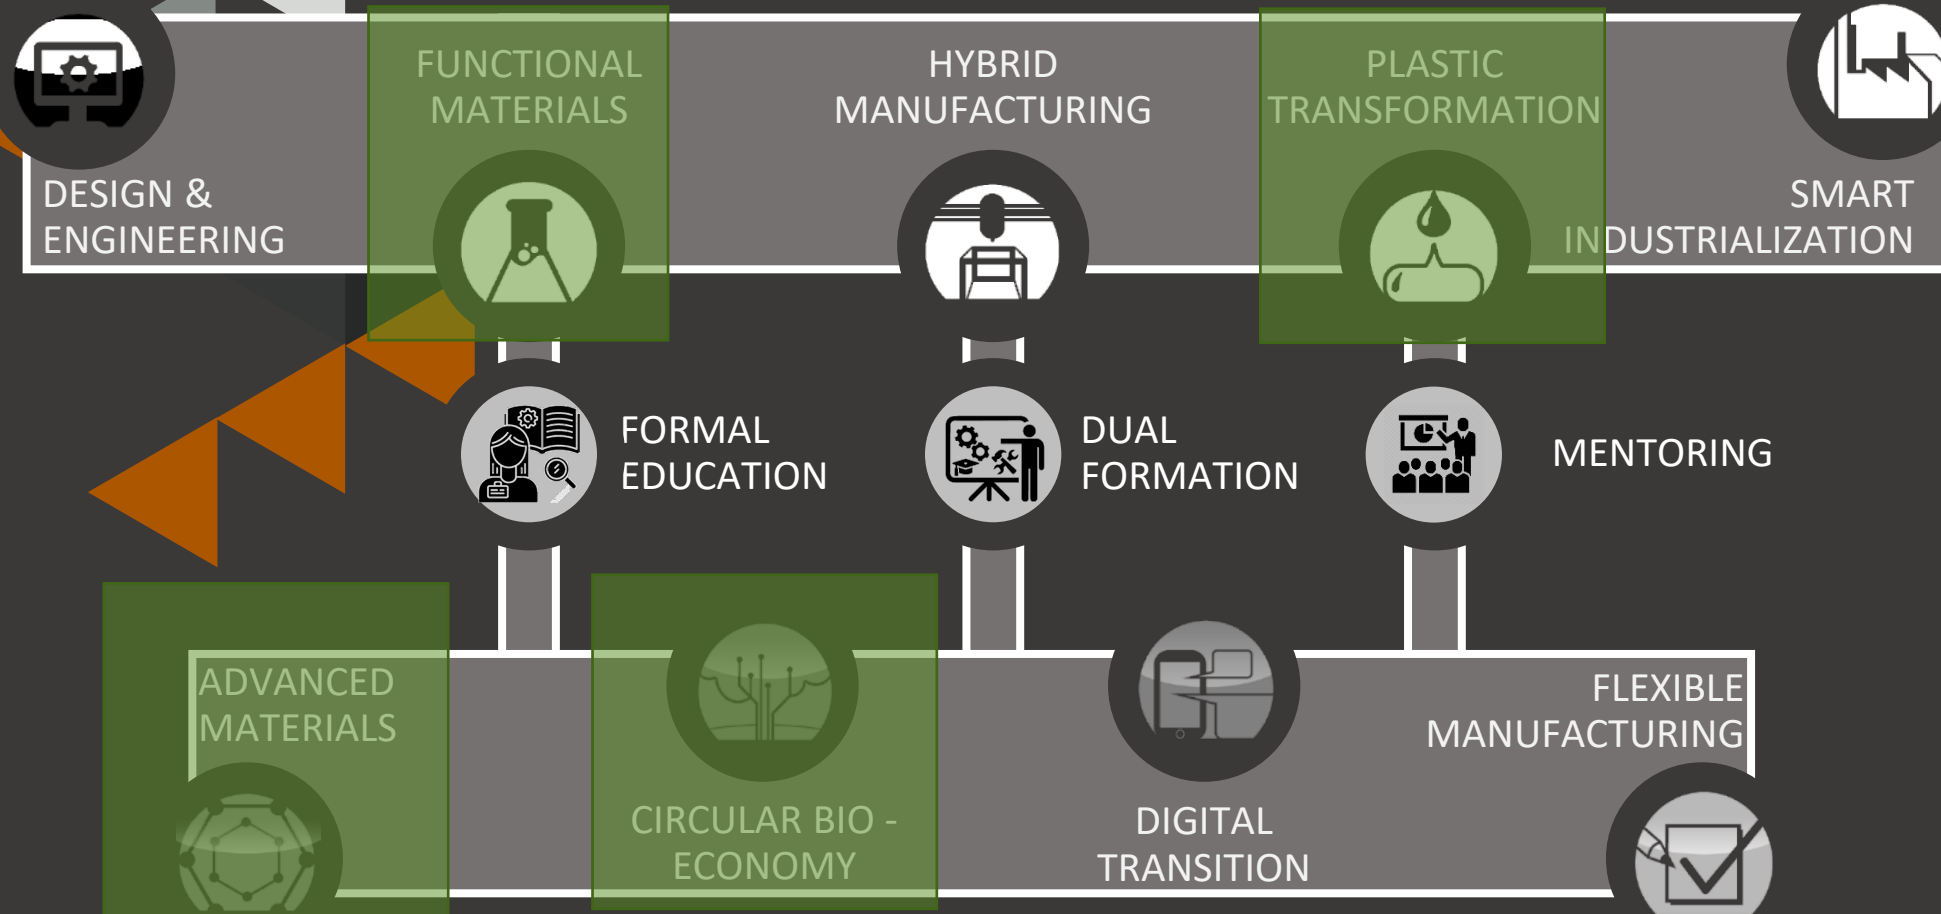 FUNCTIONAL
MATERIALS
HYBRID
MANUFACTURING
PLASTIC
TRANSFORMATION
DESIGN &
ENGINEERING
SMART
INDUSTRIALIZATION
FORMAL
EDUCATION
DUAL
FORMATION
MENTORING
ADVANCED
MATERIALS
FLEXIBLE
MANUFACTURING
CIRCULAR BIO -
ECONOMY
DIGITAL
TRANSITION